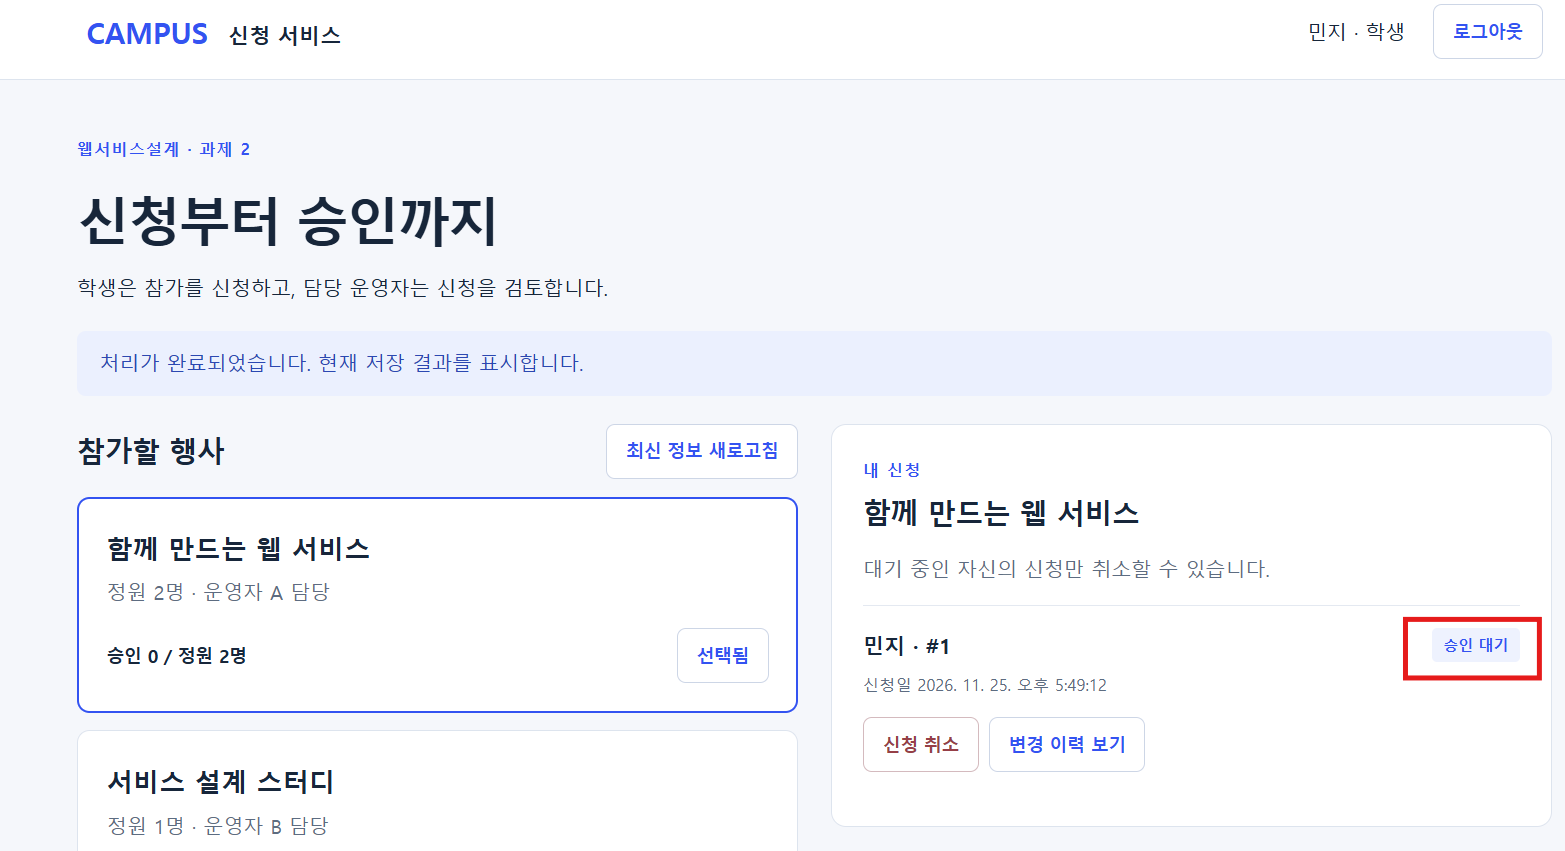 CAMPUS 신청 서비스
민지 · 학생
로그아웃
웹서비스설계 · 과제 2
신청부터 승인까지
학생은 참가를 신청하고, 담당 운영자는 신청을 검토합니다.
처리가 완료되었습니다. 현재 저장 결과를 표시합니다.
참가할 행사
최신 정보 새로고침
함께 만드는 웹 서비스
정원 2명 · 운영자 A 담당
승인 0 / 정원 2명
선택됨
서비스 설계 스터디
정원 1명 · 운영자 B 담당
내 신청
함께 만드는 웹 서비스
대기 중인 자신의 신청만 취소할 수 있습니다.
민지 · #1
승인 대기
신청일 2026. 11. 25. 오후 5:49:12
신청 취소
변경 이력 보기